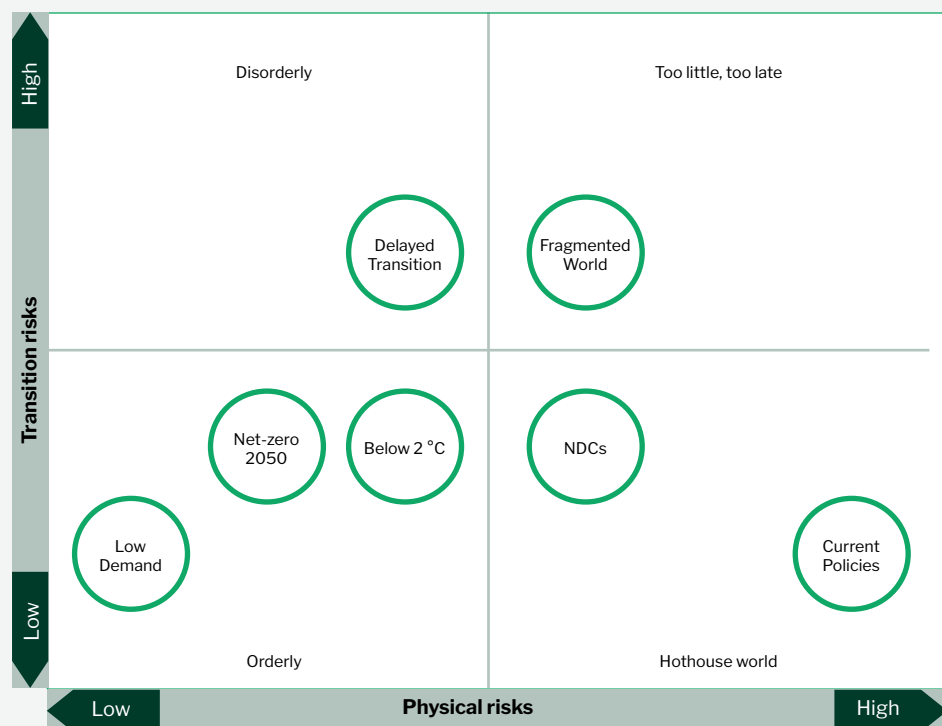 High
Disorderly
Too little, too late
Delayed
Transition
Fragmented
World
Transition risks
Net-zero
2050
Below 2 °C
NDCs
Low
Demand
Current
Policies
Low
Orderly
Hothouse world
Low
Physical risks
High